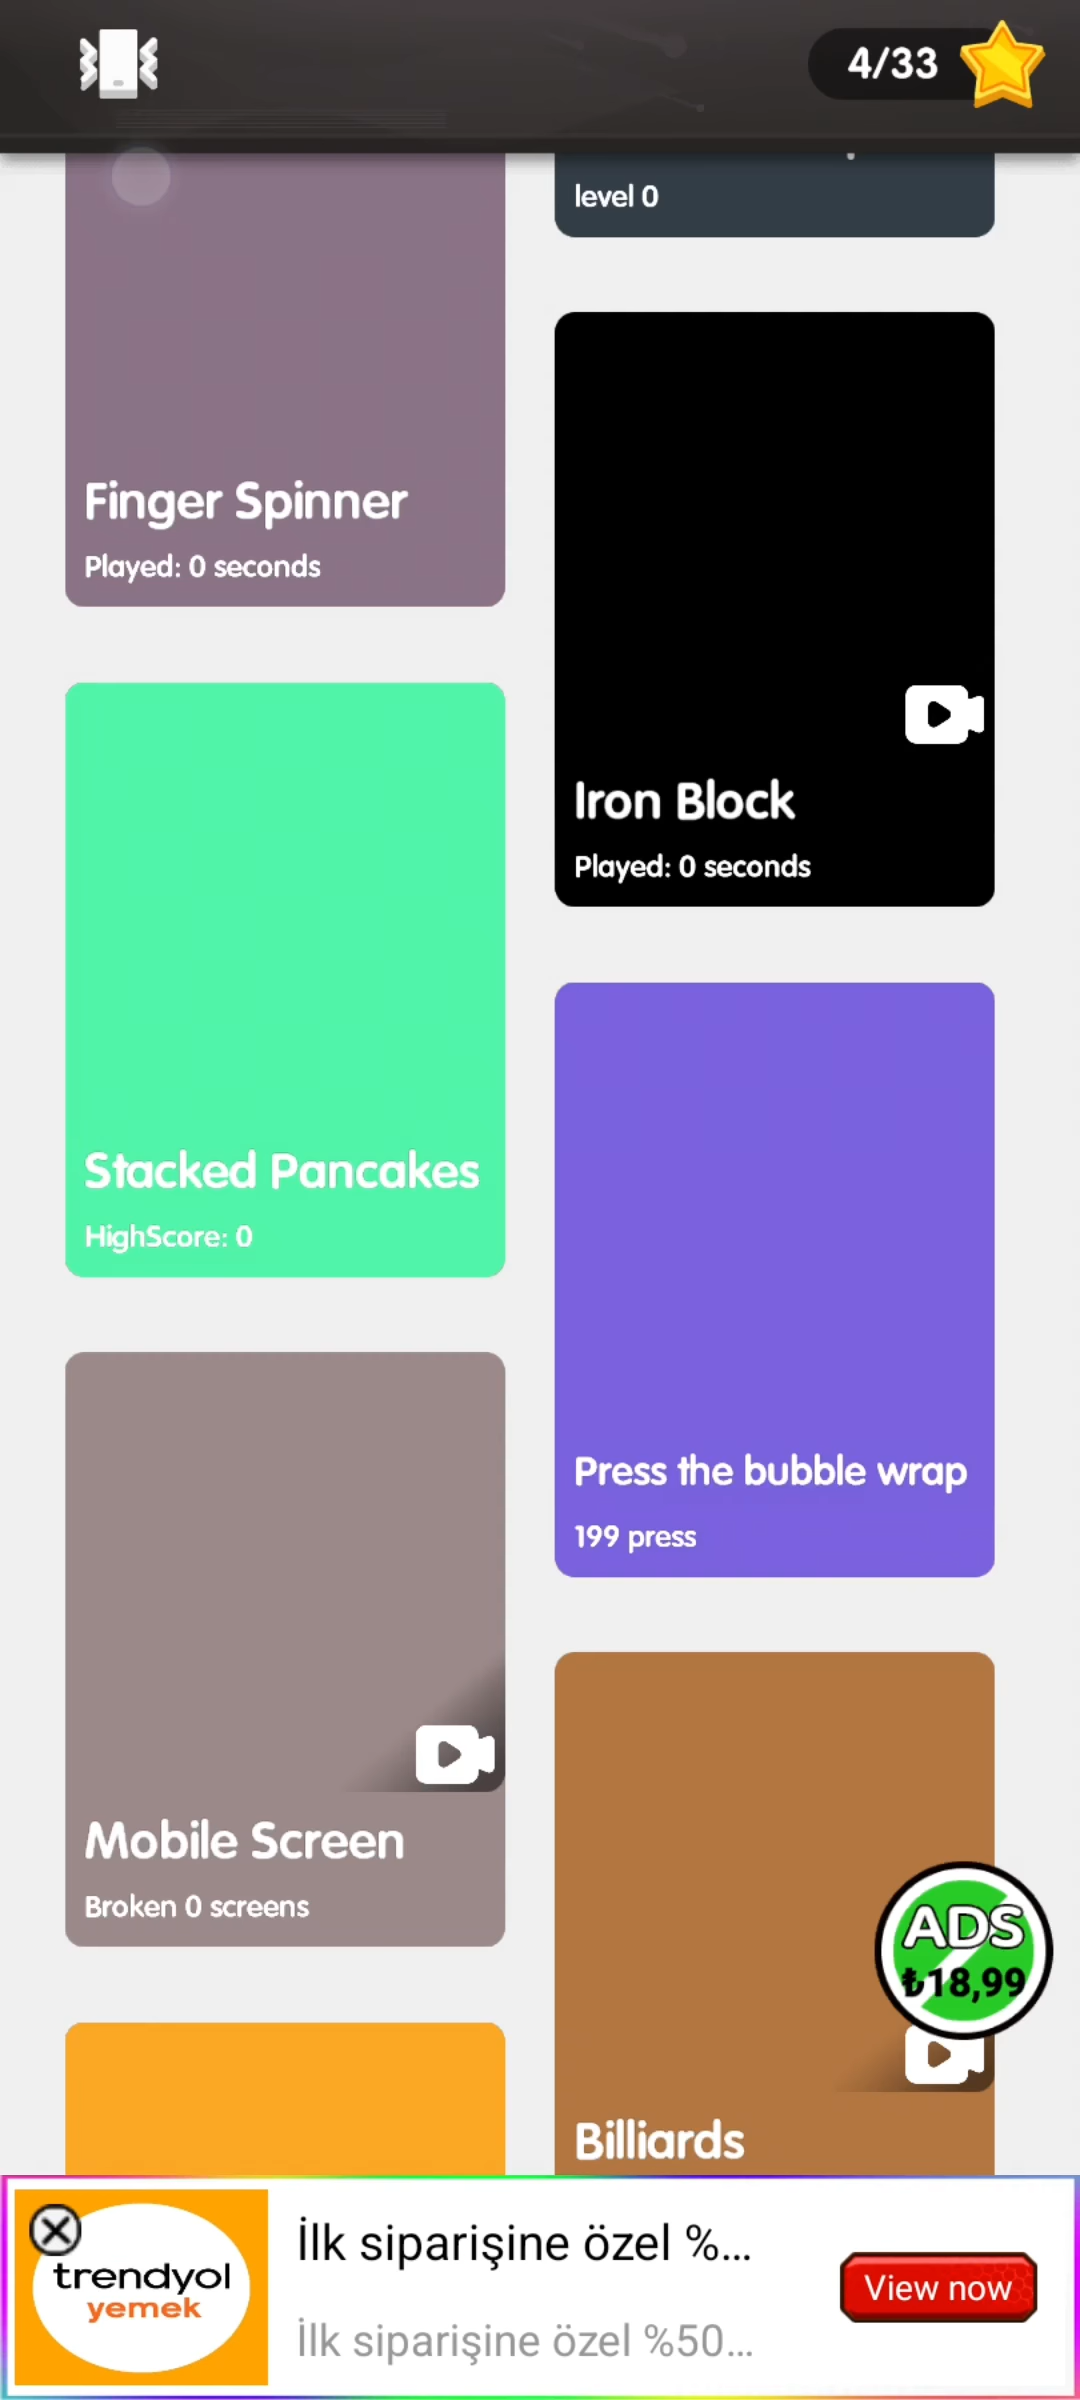 4/33
level 0
Finger Spinner
Played: 0 seconds
Iron Block
Played: 0 seconds
Stacked Pancakes
HighScore: 0
Press the bubble wrap
199 press
Mobile Screen
Broken 0 screens
ADS
₺18,99
Billiards
trendyol
yemek
İlk siparişine özel %...
İlk siparişine özel %50...
View now